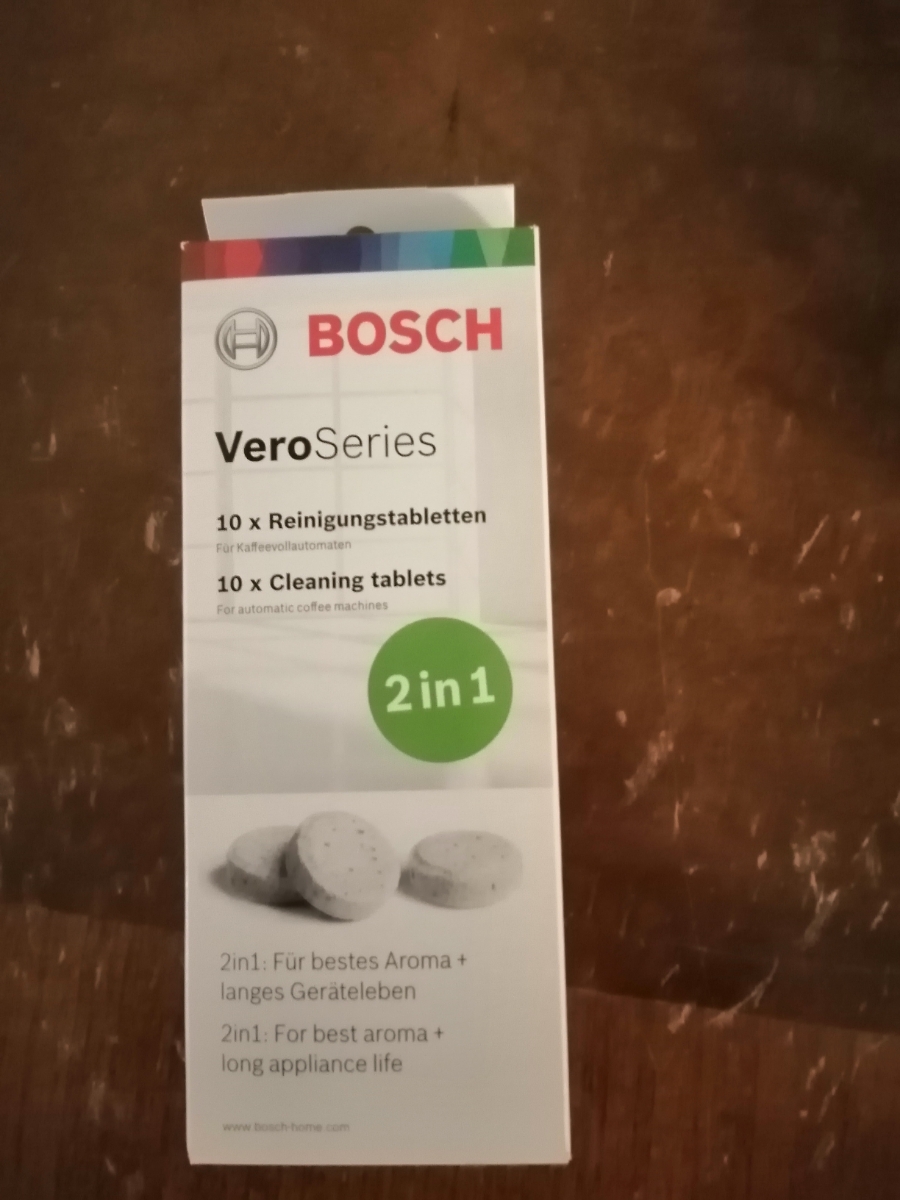 BOSCH
VeroSeries
10 x Reinigungstabletten
Für Kaffeevollautomaten
10 x Cleaning tablets
For automatic coffee machines
2 in 1
2in1: Für bestes Aroma +
langes Geräteleben
2in1: For best aroma +
long appliance life
www.bosch-home.com